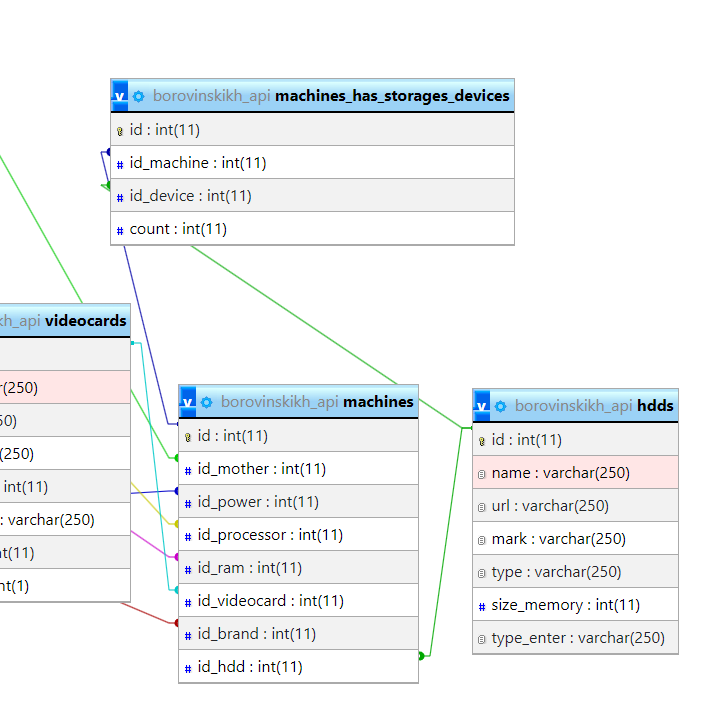 v borovinskikh_api machines_has_storages_devices
id : int(11)
# id_machine : int(11)
# id_device : int(11)
# count : int(11)
kh_api videocards
r(250)
50)
(250)
int(11)
: varchar(250)
nt(11)
nt(1)
v borovinskikh_api machines
id : int(11)
# id_mother : int(11)
# id_power : int(11)
# id_processor : int(11)
# id_ram : int(11)
# id_videocard : int(11)
# id_brand : int(11)
# id_hdd : int(11)
v borovinskikh_api hdds
id : int(11)
name : varchar(250)
url : varchar(250)
mark : varchar(250)
type : varchar(250)
# size_memory : int(11)
type_enter : varchar(250)